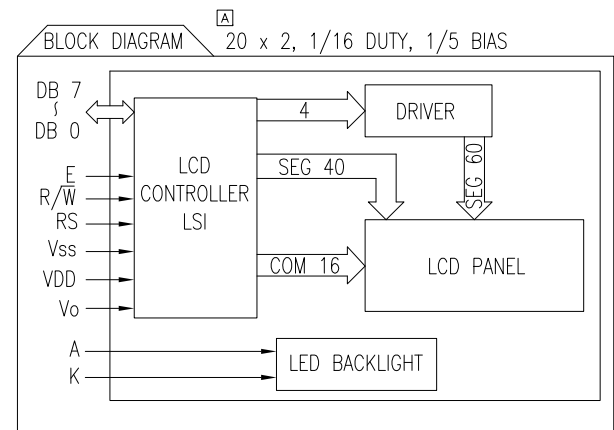 A
BLOCK DIAGRAM
20 x 2, 1/16 DUTY, 1/5 BIAS
DB 7
∫
DB 0
E
R/W̅
RS
Vss
VDD
Vo
A
K
LCD
CONTROLLER
LSI
4
DRIVER
SEG 40
SEG 60
COM 16
LCD PANEL
LED BACKLIGHT